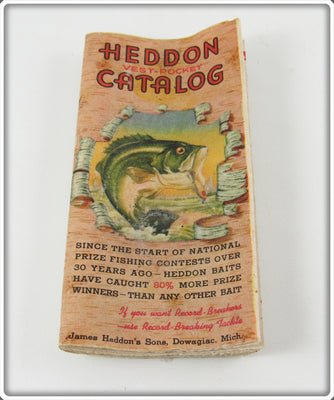 HEDDON
VEST-POCKET
CATALOG
SINCE THE START OF NATIONAL
PRIZE FISHING CONTESTS OVER
30 YEARS AGO—HEDDON BAITS
HAVE CAUGHT 80% MORE PRIZE
WINNERS—THAN ANY OTHER BAIT
If you want Record-Breakers
—use Record-Breaking Tackle
James Heddon's Sons, Dowagiac, Mich.